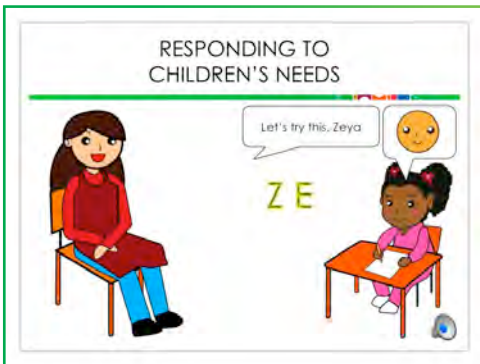 RESPONDING TO
CHILDREN'S NEEDS
Let's try this, Zeya
Z E